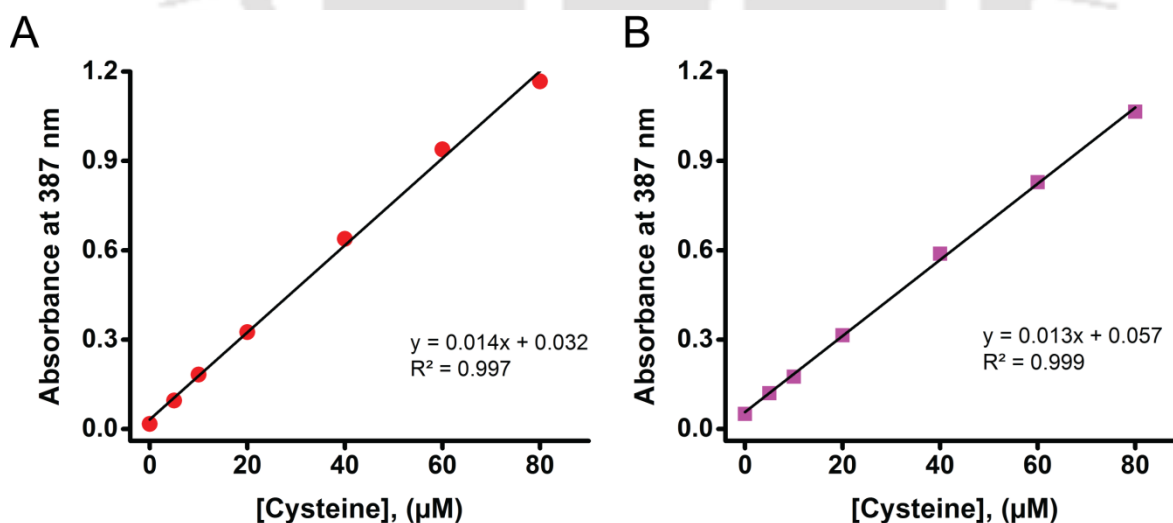 A
Absorbance at 387 nm
1.2
0.9
0.6
0.3
0.0
y = 0.014x + 0.032
R² = 0.997
0 20 40 60 80
[Cysteine], (µM)
B
Absorbance at 387 nm
1.2
0.9
0.6
0.3
0.0
y = 0.013x + 0.057
R² = 0.999
0 20 40 60 80
[Cysteine], (µM)